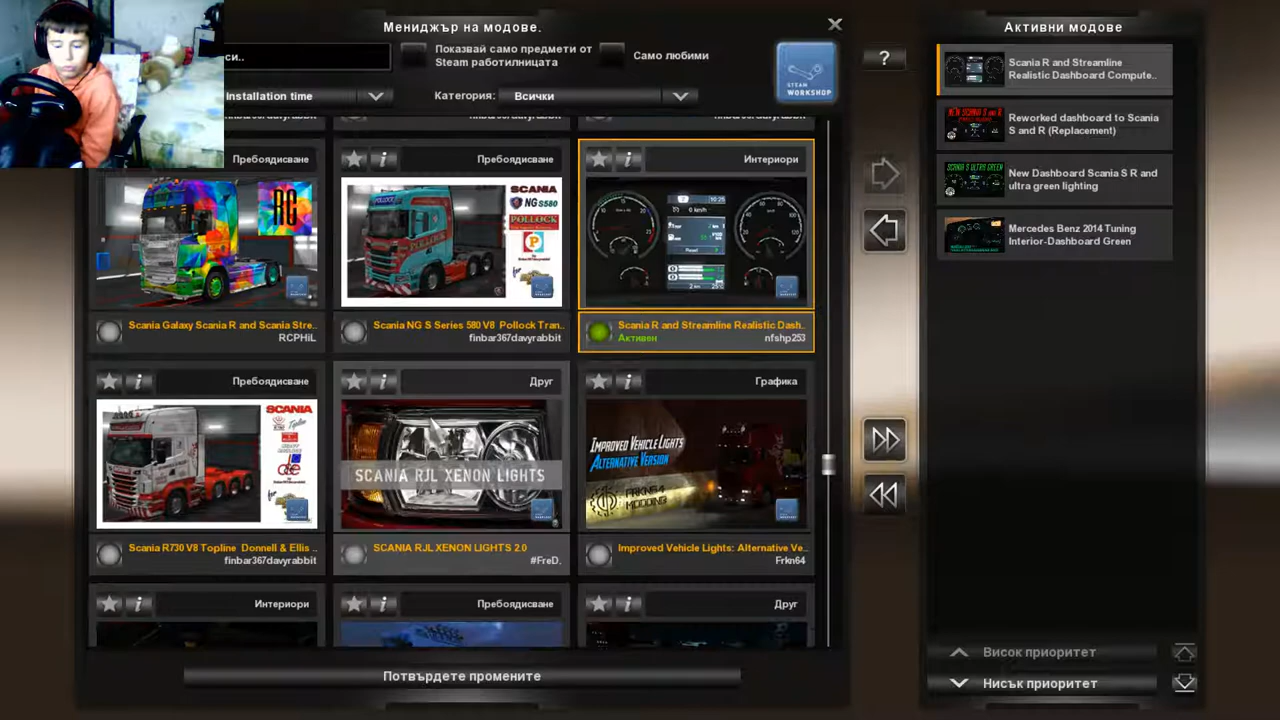 Мениджър на модове.
си..
Показвай само предмети от
Steam работилницата
Само любими
STEAM
WORKSHOP
Installation time
Категория:
Всички
?
Пребоядисване
RC
Scania Galaxy Scania R and Scania Stre..
RCPHiL
Пребоядисване
SCANIA
NG S580
POLLOCK
Scania NG S Series 580 V8 Pollock Tran..
finbar367davyrabbit
Интериори
Scania R and Streamline Realistic Dash..
Активен
nfshp253
Пребоядисване
SCANIA
Topline
Scania R730 V8 Topline Donnell & Ellis ..
finbar367davyrabbit
Друг
SCANIA RJL XENON LIGHTS
SCANIA RJL XENON LIGHTS 2.0
#FreD.
Графика
IMPROVED VEHICLE LIGHTS
ALTERNATIVE VERSION
FRKN64
MODDING
Improved Vehicle Lights: Alternative Ve..
Frkn64
Интериори
Пребоядисване
Друг
Потвърдете промените
Активни модове
Scania R and Streamline
Realistic Dashboard Compute..
Reworked dashboard to Scania
S and R (Replacement)
New Dashboard Scania S R and
ultra green lighting
Mercedes Benz 2014 Tuning
Interior-Dashboard Green
Висок приоритет
Нисък приоритет